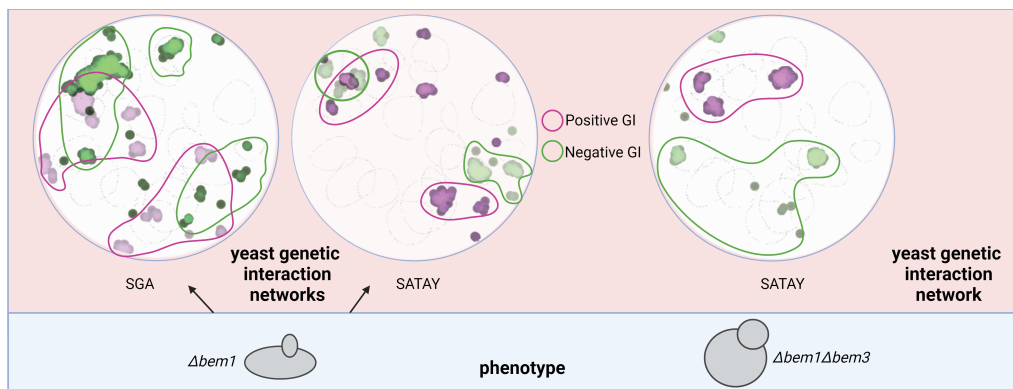 Positive GI
Negative GI
SGA
yeast genetic
interaction
networks
SATAY
SATAY
yeast genetic
interaction
network
Δbem1
phenotype
Δbem1Δbem3